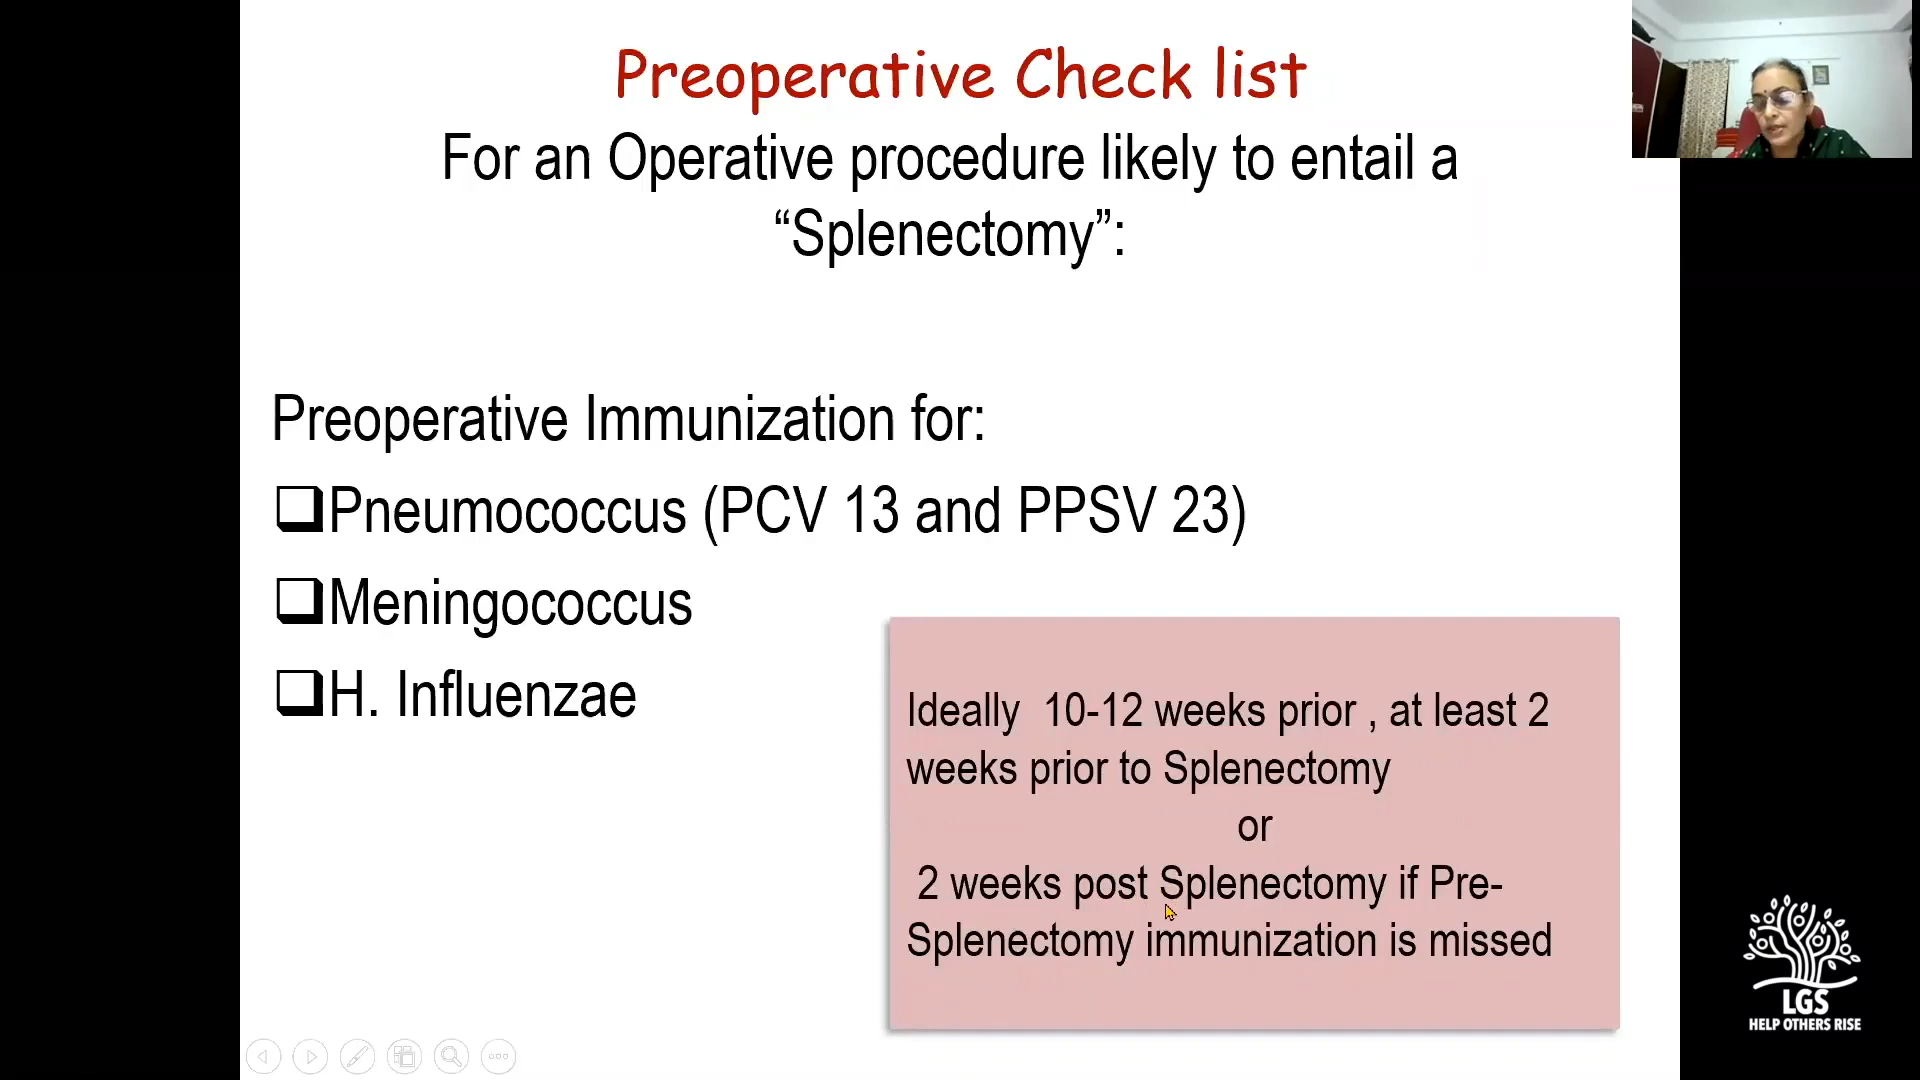 Preoperative Check list
For an Operative procedure likely to entail a
“Splenectomy”:
Preoperative Immunization for:
❑Pneumococcus (PCV 13 and PPSV 23)
❑Meningococcus
❑H. Influenzae
Ideally 10-12 weeks prior , at least 2
weeks prior to Splenectomy
or
2 weeks post Splenectomy if Pre-
Splenectomy immunization is missed
LGS
HELP OTHERS RISE